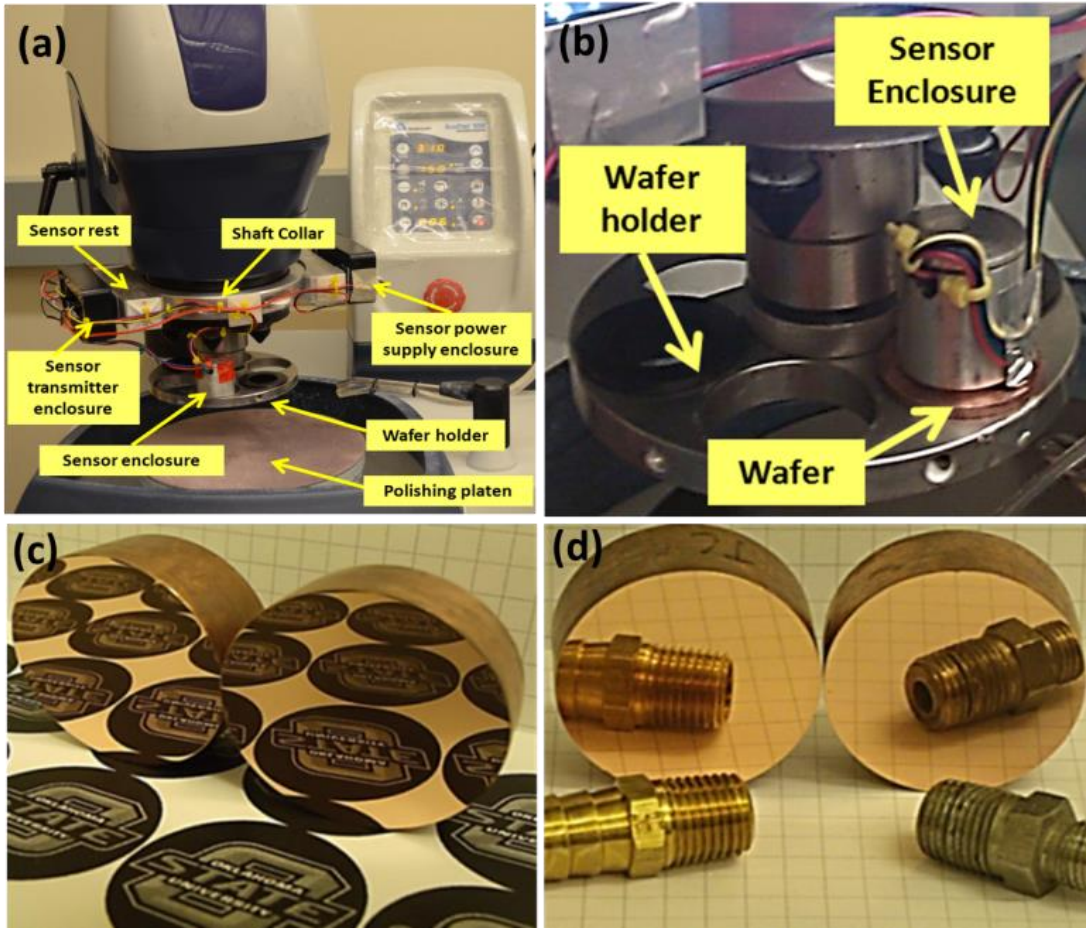 (a)
Sensor rest
Shaft Collar
Sensor power
supply enclosure
Sensor
transmitter
enclosure
Wafer holder
Sensor enclosure
Polishing platen
(b)
Sensor
Enclosure
Wafer
holder
Wafer
(c)
OKLAHOMA
STATE
UNIVERSITY
(d)